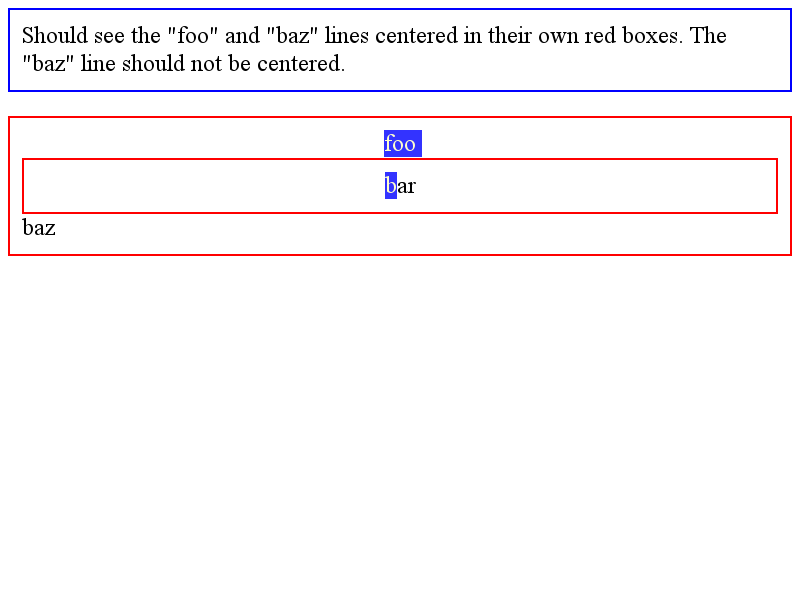 Should see the "foo" and "baz" lines centered in their own red boxes. The
"baz" line should not be centered.
foo
bar
baz